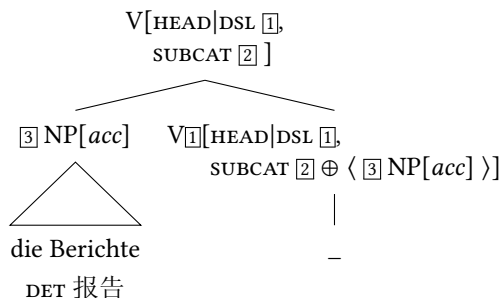 V[HEAD|DSL 1,
SUBCAT 2 ]
3 NP[acc] V1[HEAD|DSL 1,
SUBCAT 2 ⊕ ⟨ 3 NP[acc] ⟩]
die Berichte _
DET 报告